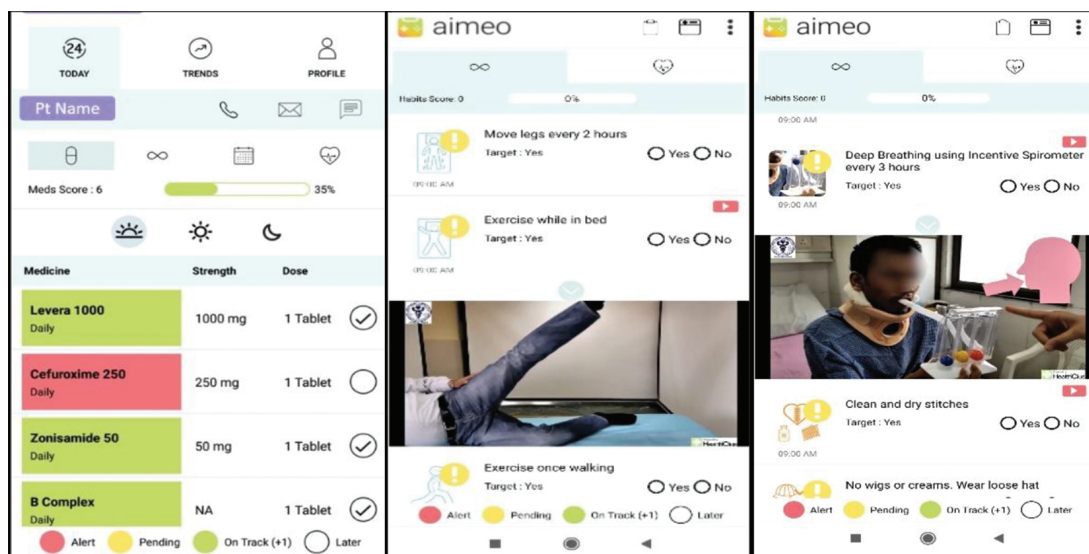 24
TODAY
TRENDS
PROFILE
Pt Name
Meds Score : 6
35%
Medicine Strength Dose
Levera 1000
Daily
1000 mg
1 Tablet
Cefuroxime 250
Daily
250 mg
1 Tablet
Zonisamide 50
Daily
50 mg
1 Tablet
B Complex
Daily
NA
1 Tablet
Alert Pending On Track (+1) Later
aimeo
Habits Score: 0
0%
Move legs every 2 hours
Target : Yes
Yes No
09:00 AM
Exercise while in bed
Target : Yes
Yes No
09:00 AM
HealthClus
Exercise once walking
Target : Yes
Yes No
Alert Pending On Track (+1) Later
aimeo
Habits Score: 0
0%
09:00 AM
Deep Breathing using Incentive Spirometer
every 3 hours
Target : Yes
Yes No
09:00 AM
HealthClus
Clean and dry stitches
Target : Yes
Yes No
09:00 AM
No wigs or creams. Wear loose hat
Alert Pending On Track (+1) Later